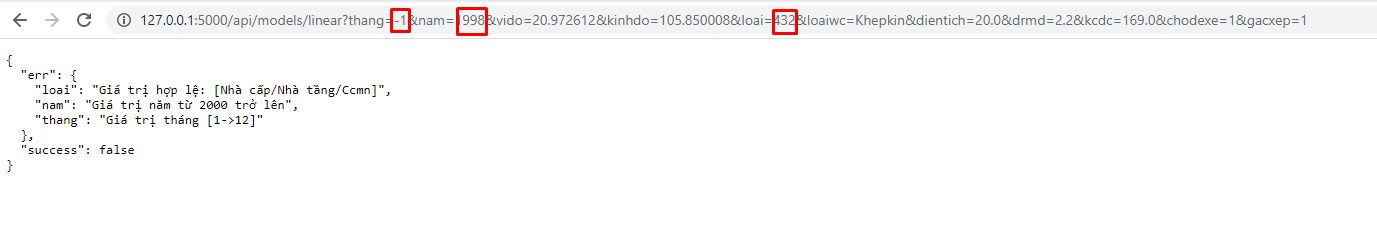 127.0.0.1:5000/api/models/linear?thang=-1&nam=1998&vido=20.972612&kinhdo=105.850008&loai=432&loaiwc=Khepkin&dientich=20.0&drmd=2.2&kcdc=169.0&chodexe=1&gacxep=1
{
  "err": {
    "loai": "Giá trị hợp lệ: [Nhà cấp/Nhà tầng/Ccmn]",
    "nam": "Giá trị năm từ 2000 trở lên",
    "thang": "Giá trị tháng [1->12]"
  },
  "success": false
}